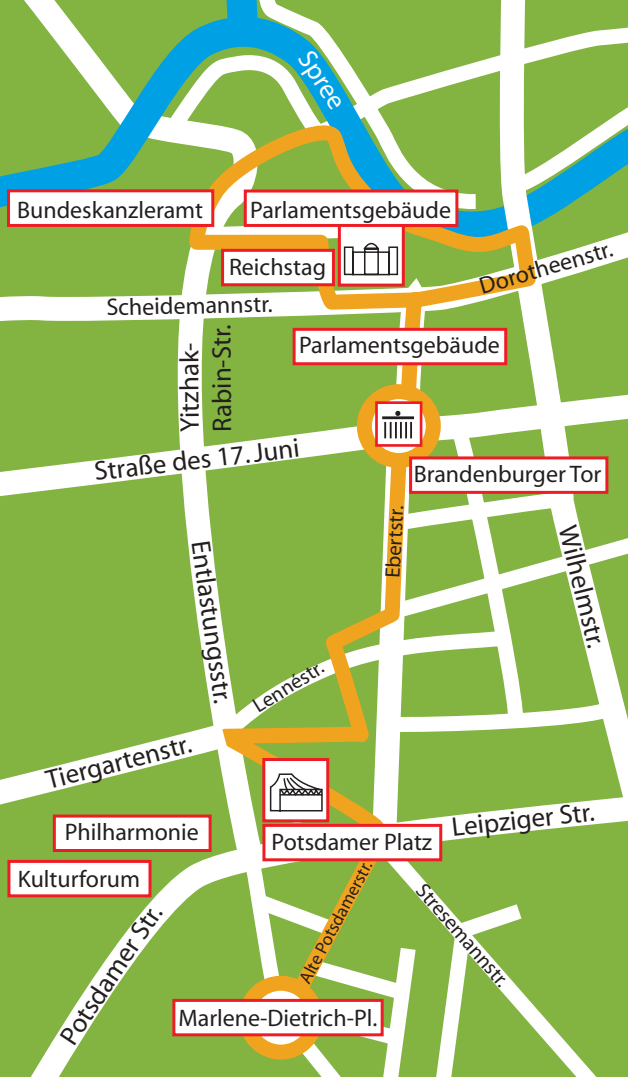 Spree
Bundeskanzleramt
Parlamentsgebäude
Reichstag
Dorotheenstr.
Scheidemannstr.
Yitzhak-
Rabin-Str.
Parlamentsgebäude
Straße des 17. Juni
Brandenburger Tor
Ebertstr.
Wilhelmstr.
Entlastungsstr.
Lennéstr.
Tiergartenstr.
Philharmonie
Potsdamer Platz
Leipziger Str.
Kulturforum
Potsdamer Str.
Alte Potsdamerstr.
Stresemannstr.
Marlene-Dietrich-Pl.